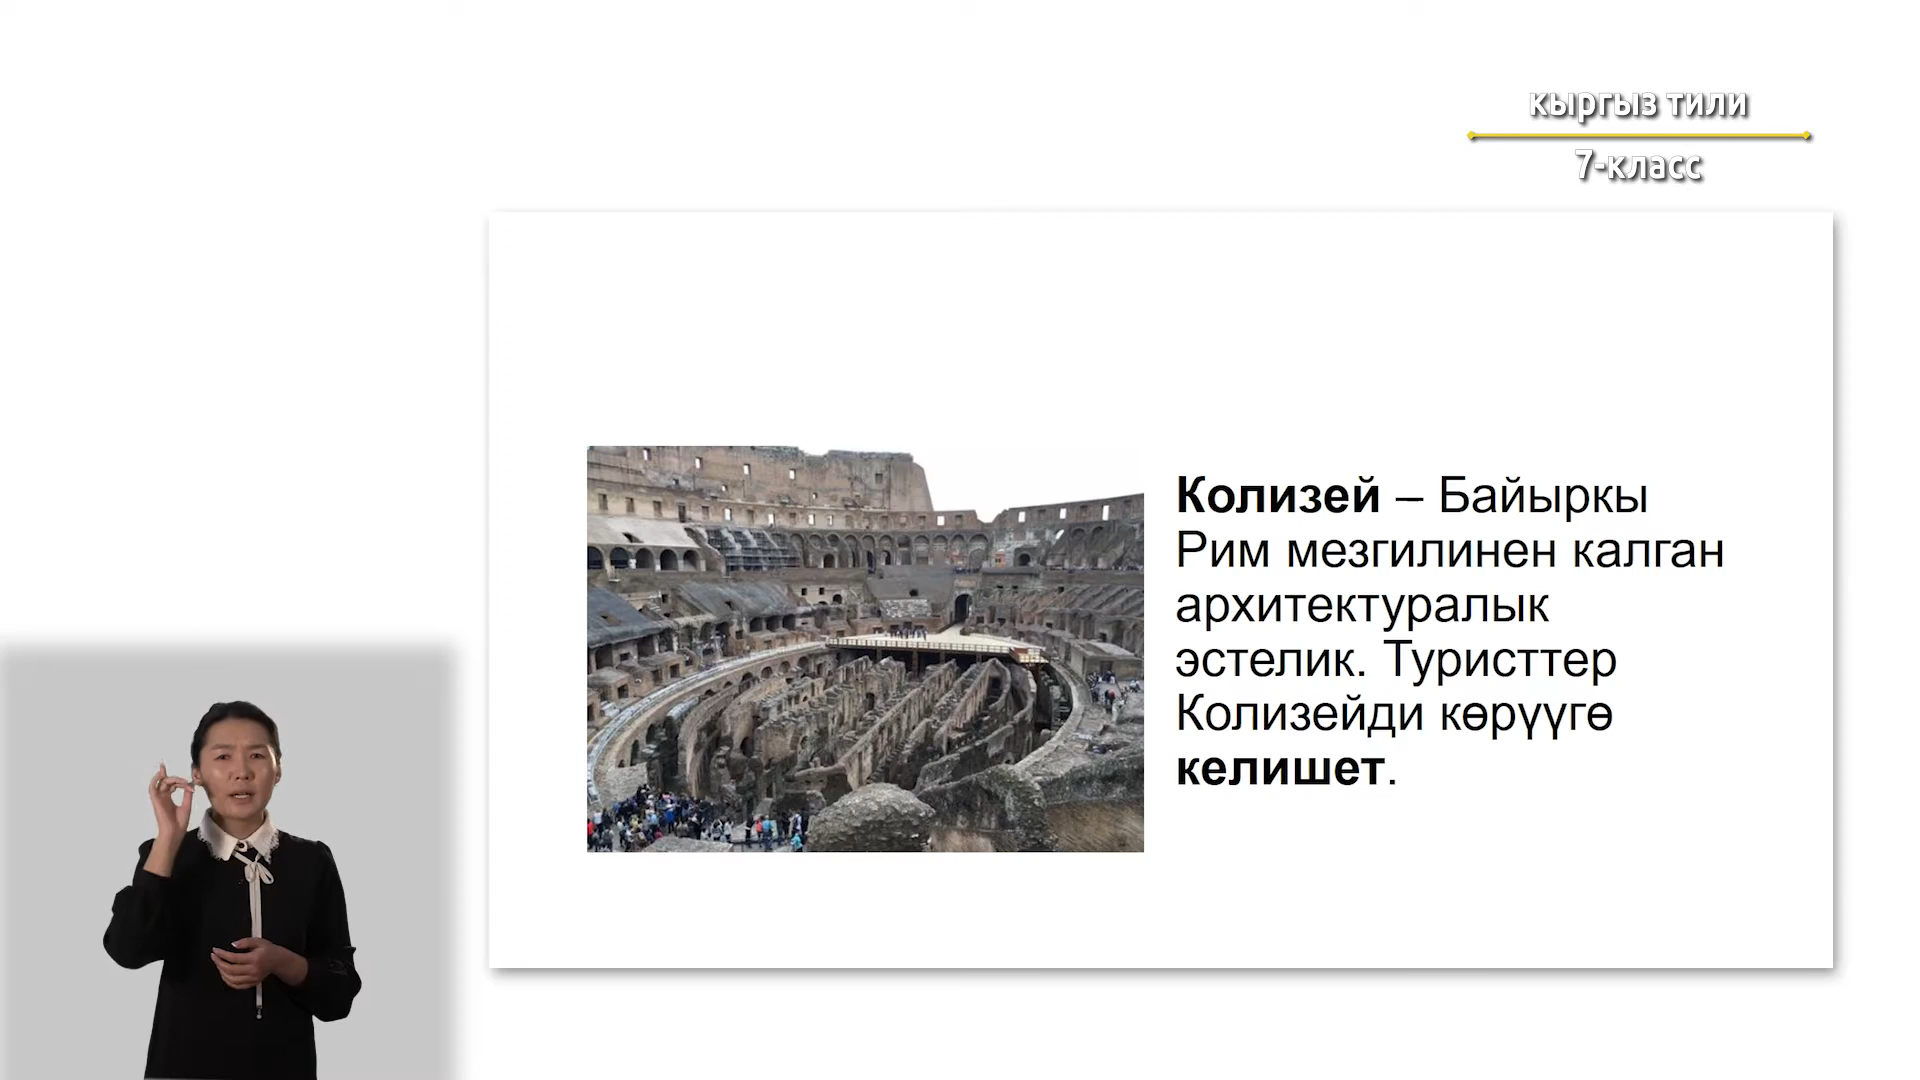 кыргыз тили
7-класс
Колизей – Байыркы
Рим мезгилинен калган
архитектуралык
эстелик. Туристтер
Колизейди көрүүгө
келишет.